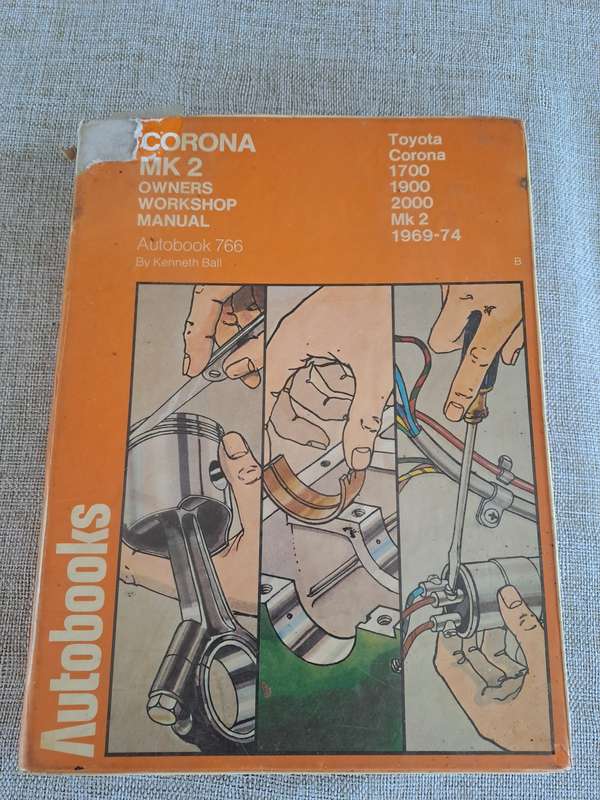 CORONA
MK 2
OWNERS
WORKSHOP
MANUAL
Autobook 766
By Kenneth Ball
Toyota
Corona
1700
1900
2000
Mk 2
1969-74
B
Autobooks